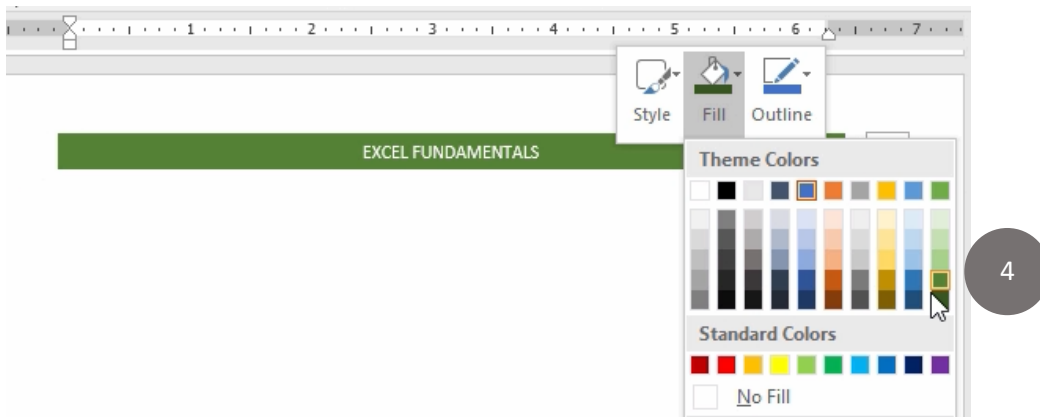 1 2 3 4 5 6 7
Style Fill Outline
EXCEL FUNDAMENTALS
Theme Colors
4
Standard Colors
No Fill